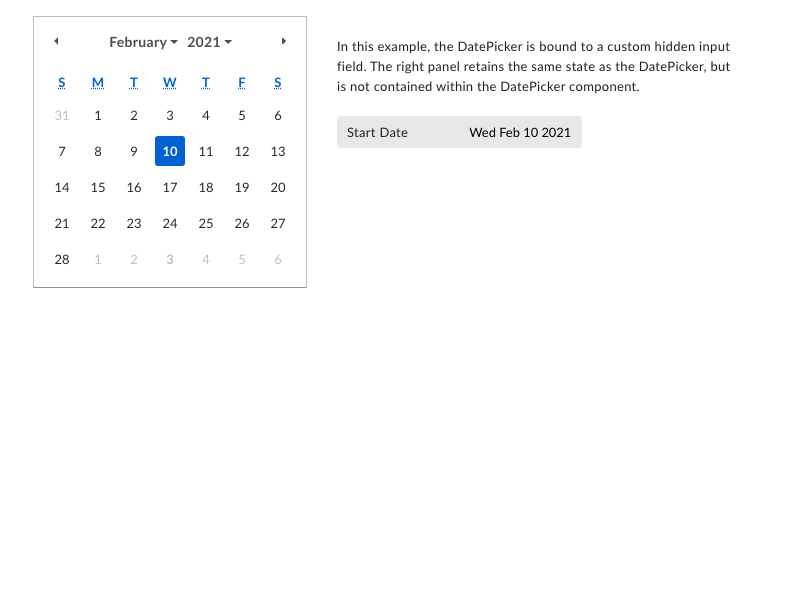 February 2021
S M T W T F S
31 1 2 3 4 5 6
7 8 9 10 11 12 13
14 15 16 17 18 19 20
21 22 23 24 25 26 27
28 1 2 3 4 5 6
In this example, the DatePicker is bound to a custom hidden input
field. The right panel retains the same state as the DatePicker, but
is not contained within the DatePicker component.
Start Date Wed Feb 10 2021